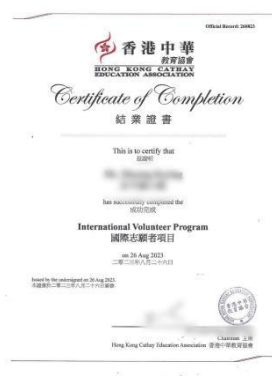 Official Record: 260823
香港中華
教育協會
HONG KONG CATHAY
EDUCATION ASSOCIATION
Certificate of Completion
結業證書
This is to certify that
茲證明
has successfully completed the
成功完成
International Volunteer Program
國際志願者項目
on 26 Aug 2023
二零二三年八月二十六日
Issued by the undersigned on 26 Aug 2023.
Chairman 主席
Hong Kong Cathay Education Association 香港中華教育協會